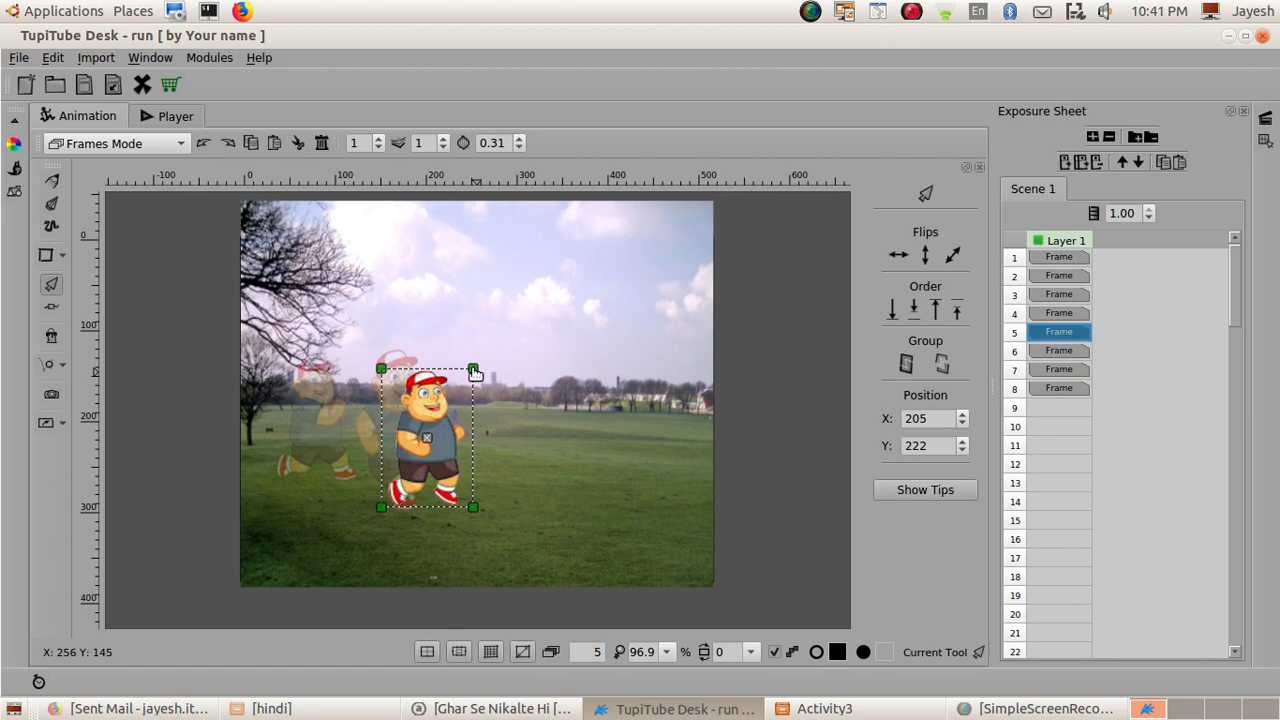 Applications Places En 10:41 PM Jayesh
TupiTube Desk - run [ by Your name ]
File Edit Import Window Modules Help
Animation Player
Frames Mode 1 1 0.31
Exposure Sheet
Scene 1
1.00
Layer 1
-100 0 100 200 300 400 500 600
0
100
200
300
400
Flips
Order
Group
Position
X: 205
Y: 222
Show Tips
1 Frame
2 Frame
3 Frame
4 Frame
5 Frame
6 Frame
7 Frame
8 Frame
9
10
11
12
13
14
15
16
17
18
19
20
21
22
X: 256 Y: 145 5 96.9 % 0 Current Tool
[Sent Mail - jayesh.it... [hindi] [Ghar Se Nikalte Hi [... TupiTube Desk - run ... Activity3 [SimpleScreenReco...